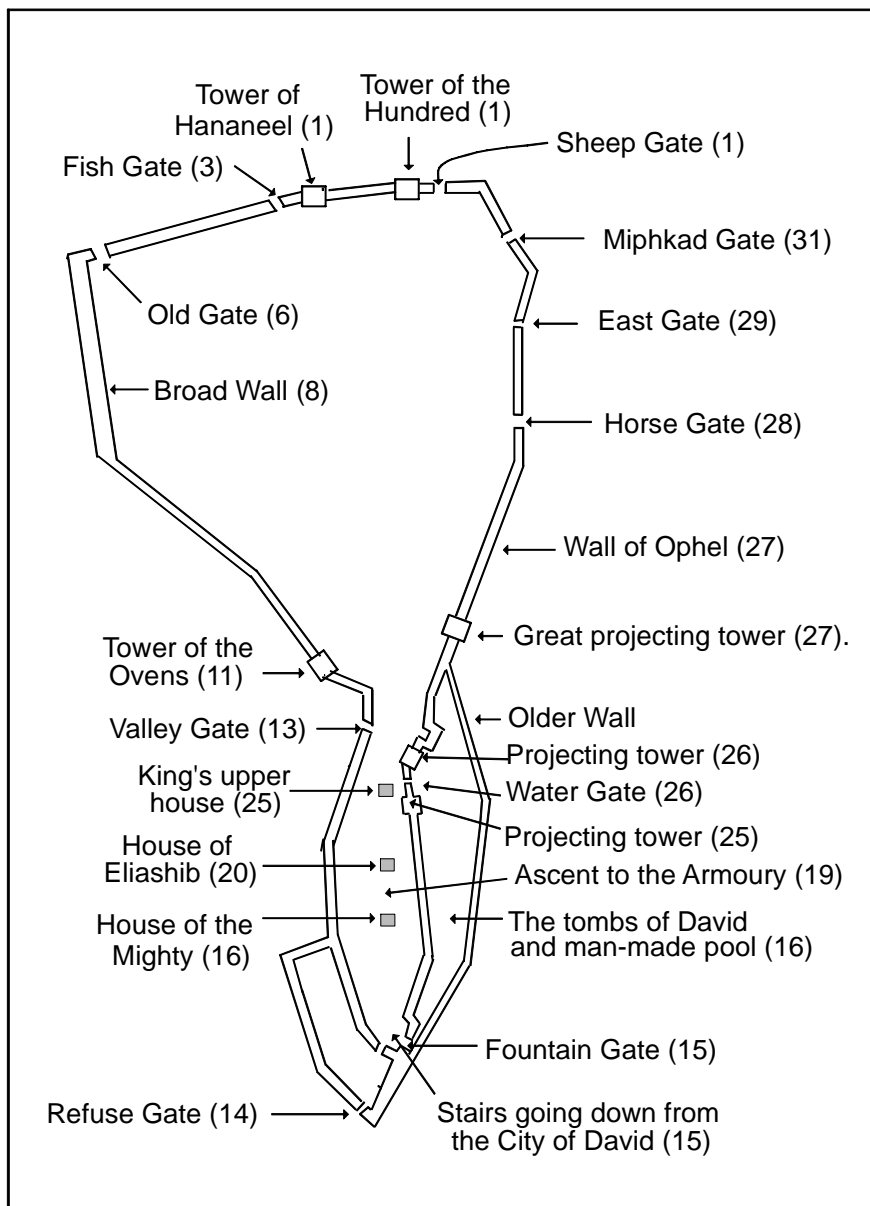 Tower of
Hananeel (1)
Tower of the
Hundred (1)
Sheep Gate (1)
Fish Gate (3)
Miphkad Gate (31)
Old Gate (6)
East Gate (29)
Broad Wall (8)
Horse Gate (28)
Wall of Ophel (27)
Great projecting tower (27).
Tower of the
Ovens (11)
Older Wall
Valley Gate (13)
Projecting tower (26)
King's upper
house (25)
Water Gate (26)
Projecting tower (25)
House of
Eliashib (20)
Ascent to the Armoury (19)
House of the
Mighty (16)
The tombs of David
and man-made pool (16)
Fountain Gate (15)
Refuse Gate (14)
Stairs going down from
the City of David (15)